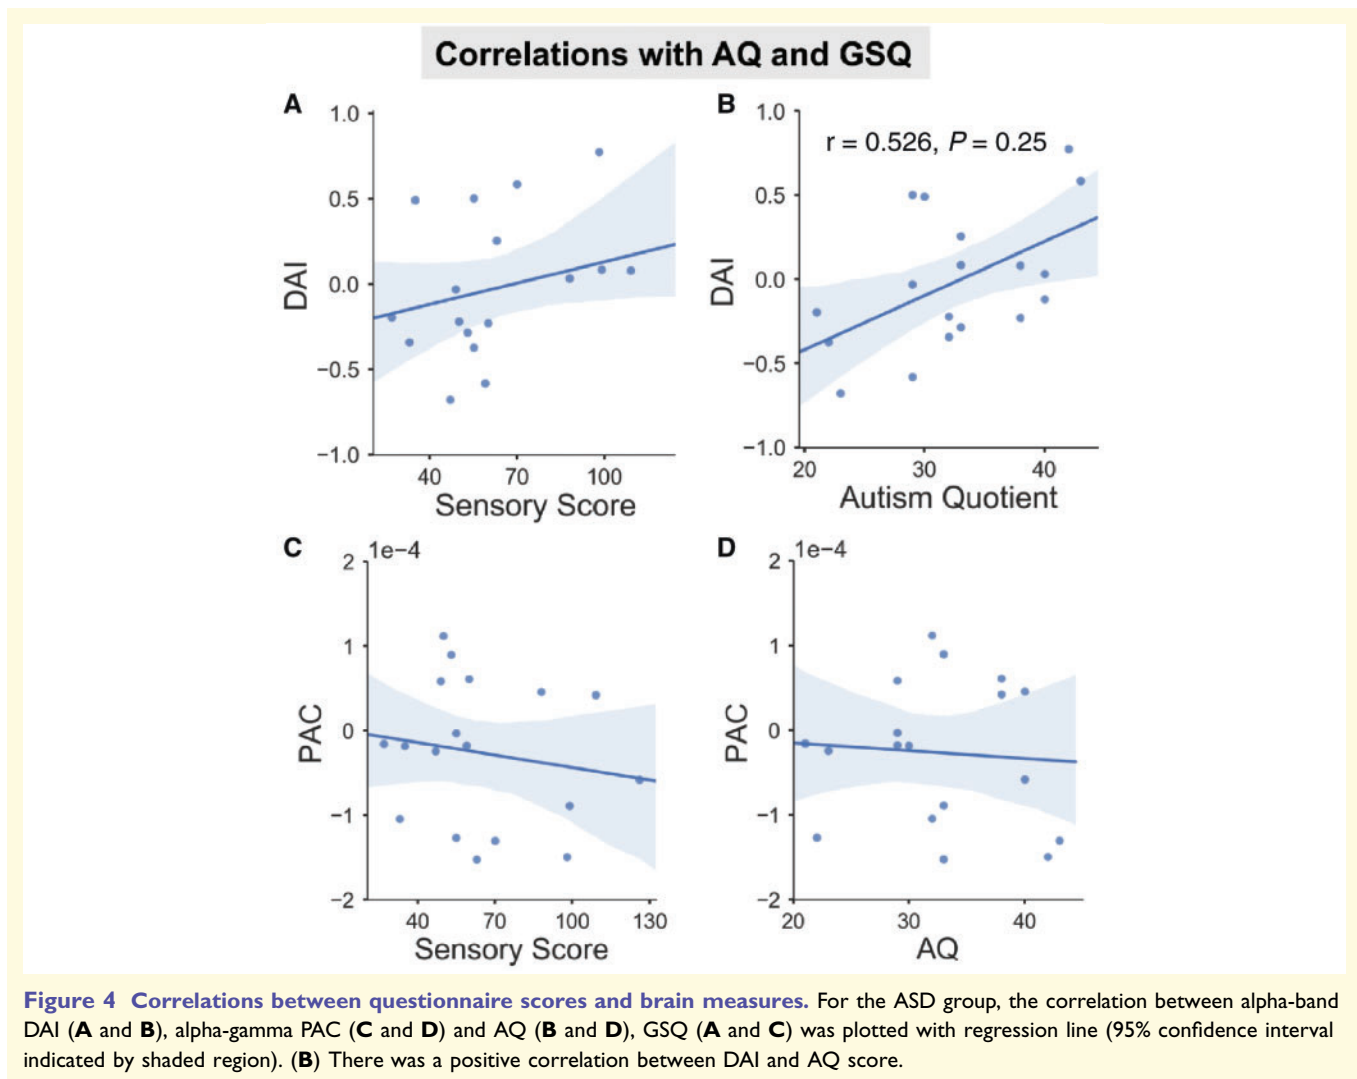 Correlations with AQ and GSQ
A
1.0
0.5
0.0
−0.5
−1.0
DAI
40 70 100
Sensory Score
B
r = 0.526, P = 0.25
1.0
0.5
0.0
−0.5
−1.0
DAI
20 30 40
Autism Quotient
C
1e−4
2
1
0
−1
−2
PAC
40 70 100 130
Sensory Score
D
1e−4
2
1
0
−1
−2
PAC
20 30 40
AQ
Figure 4 Correlations between questionnaire scores and brain measures. For the ASD group, the correlation between alpha-band
DAI (A and B), alpha-gamma PAC (C and D) and AQ (B and D), GSQ (A and C) was plotted with regression line (95% confidence interval
indicated by shaded region). (B) There was a positive correlation between DAI and AQ score.